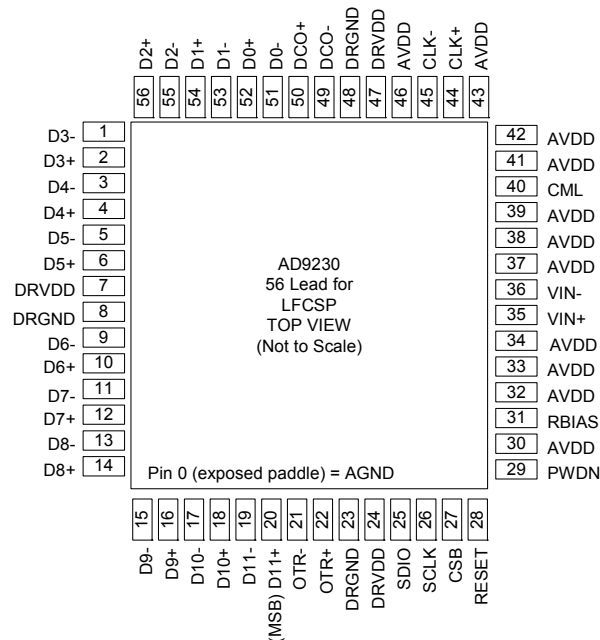 D2+ D2- D1+ D1- D0+ D0- DCO+ DCO- DRGND DRVDD AVDD CLK- CLK+ AVDD
56 55 54 53 52 51 50 49 48 47 46 45 44 43
D3- 1
D3+ 2
D4- 3
D4+ 4
D5- 5
D5+ 6
DRVDD 7
DRGND 8
D6- 9
D6+ 10
D7- 11
D7+ 12
D8- 13
D8+ 14
AD9230
56 Lead for
LFCSP
TOP VIEW
(Not to Scale)
Pin 0 (exposed paddle) = AGND
42 AVDD
41 AVDD
40 CML
39 AVDD
38 AVDD
37 AVDD
36 VIN-
35 VIN+
34 AVDD
33 AVDD
32 AVDD
31 RBIAS
30 AVDD
29 PWDN
15 16 17 18 19 20 21 22 23 24 25 26 27 28
D9- D9+ D10- D10+ D11- (MSB) D11+ OTR- OTR+ DRGND DRVDD SDIO SCLK CSB RESET